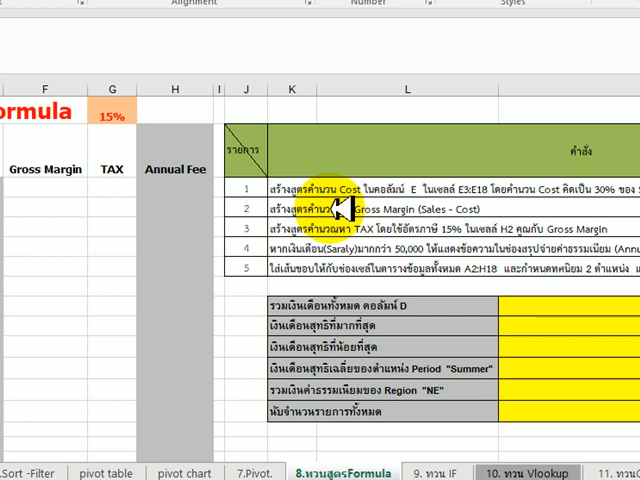 Alignment Number Styles
F G H I J K L
ormula 15%
Gross Margin TAX Annual Fee รายการ คำสั่ง
1 สร้างสูตรคำนวน Cost ในคอลัมน์ E ในเซลล์ E3:E18 โดยคำนวน Cost คิดเป็น 30% ของ
2 สร้างสูตรคำนว Gross Margin (Sales - Cost)
3 สร้างสูตรคำนวณหา TAX โดยใช้อัตราภาษี 15% ในเซลล์ H2 คูณกับ Gross Margin
4 หากเงินเดือน(Saraly)มากกว่า 50,000 ให้แสดงข้อความในช่องสรุปจ่ายค่าธรรมเนียม (Annu
5 ใส่เส้นขอบให้กับช่องเซลล์ในตารางข้อมูลทั้งหมด A2:H18 และกำหนดทศนิยม 2 ตำแหน่ง
รวมเงินเดือนทั้งหมด คอลัมน์ D
เงินเดือนสุทธิที่มากที่สุด
เงินเดือนสุทธิที่น้อยที่สุด
เงินเดือนสุทธิเฉลี่ยของตำแหน่ง Period "Summer"
รวมเงินค่าธรรมเนียมของ Region "NE"
นับจำนวนรายการทั้งหมด
.Sort -Filter pivot table pivot chart 7.Pivot. 8.ทวนสูตรFormula 9. ทวน IF 10. ทวน Vlookup 11. ทวน